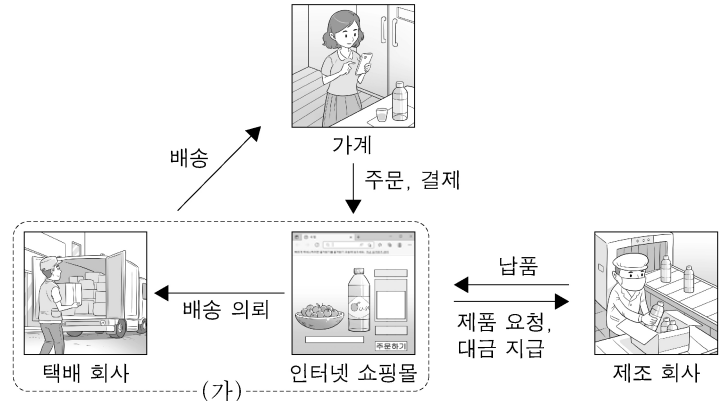 가계
배송
주문, 결제
납품
배송 의뢰
제품 요청,
대금 지급
주문하기
택배 회사
인터넷 쇼핑몰
제조 회사
(가)